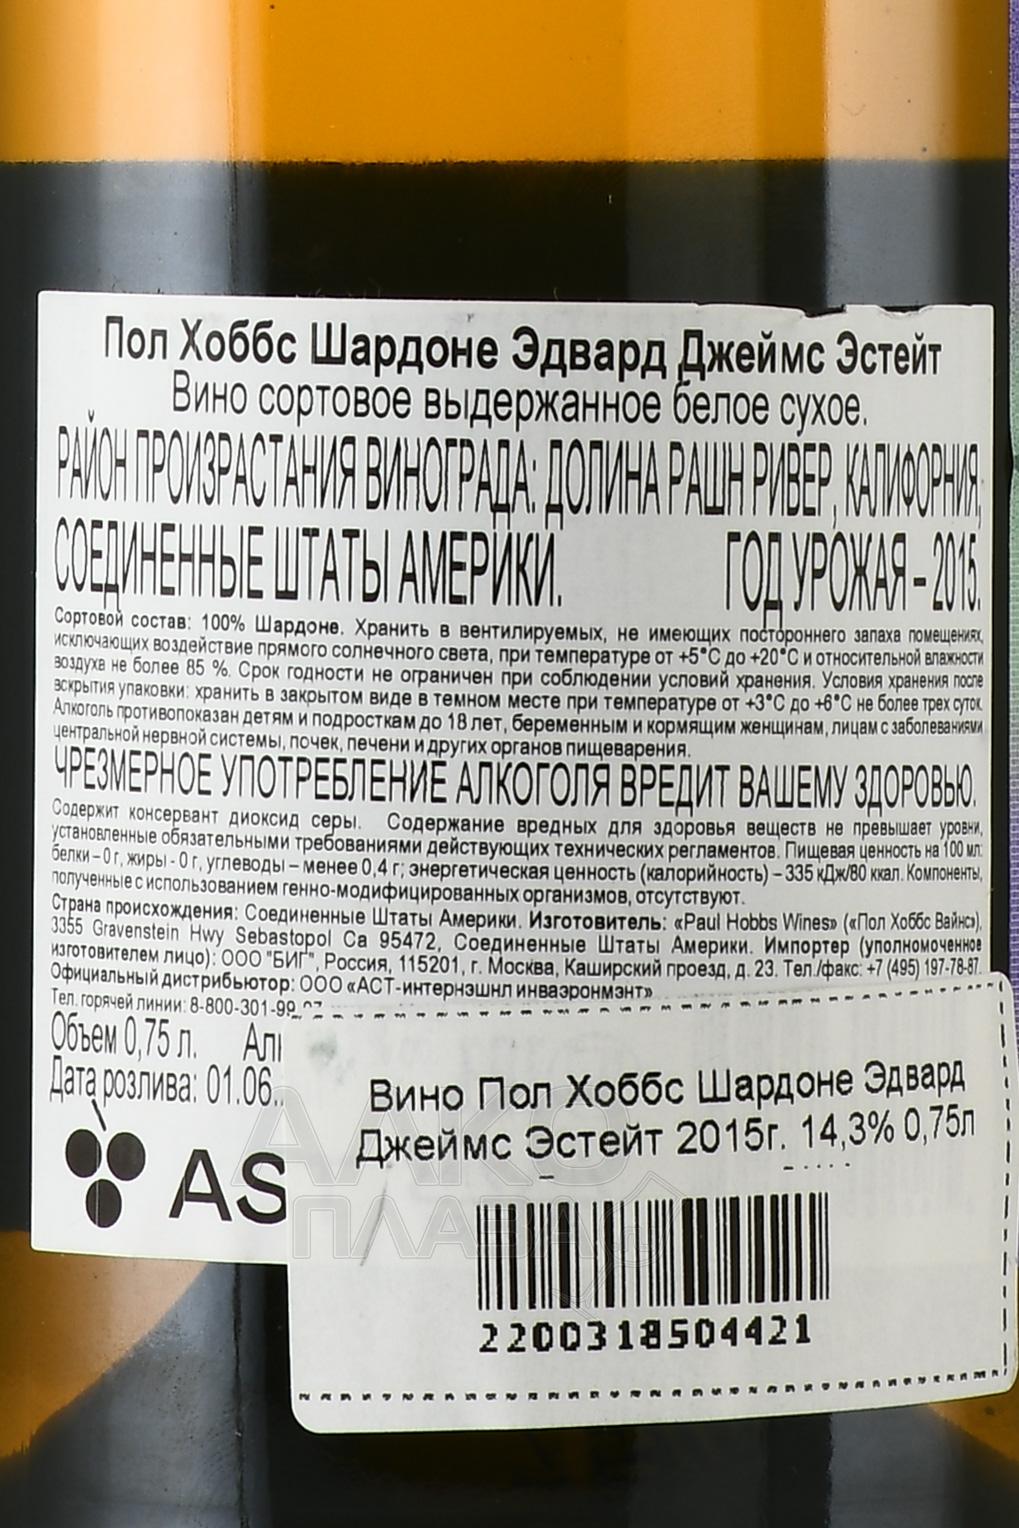 Пол Хоббс Шардоне Эдвард Джеймс Эстейт
Вино сортовое выдержанное белое сухое.
РАЙОН ПРОИЗРАСТАНИЯ ВИНОГРАДА: ДОЛИНА РАШН РИВЕР, КАЛИФОРНИЯ,
СОЕДИНЕННЫЕ ШТАТЫ АМЕРИКИ. ГОД УРОЖАЯ – 2015.
Сортовой состав: 100% Шардоне. Хранить в вентилируемых, не имеющих постороннего запаха помещениях,
исключающих воздействие прямого солнечного света, при температуре от +5°С до +20°С и относительной влажности
воздуха не более 85 %. Срок годности не ограничен при соблюдении условий хранения. Условия хранения после
вскрытия упаковки: хранить в закрытом виде в темном месте при температуре от +3°С до +6°С не более трех суток.
Алкоголь противопоказан детям и подросткам до 18 лет, беременным и кормящим женщинам, лицам с заболеваниями
центральной нервной системы, почек, печени и других органов пищеварения.
ЧРЕЗМЕРНОЕ УПОТРЕБЛЕНИЕ АЛКОГОЛЯ ВРЕДИТ ВАШЕМУ ЗДОРОВЬЮ.
Содержит консервант диоксид серы. Содержание вредных для здоровья веществ не превышает уровни,
установленные обязательными требованиями действующих технических регламентов. Пищевая ценность на 100 мл:
белки – 0 г, жиры - 0 г, углеводы – менее 0,4 г; энергетическая ценность (калорийность) – 335 кДж/80 ккал. Компоненты,
полученные с использованием генно-модифицированных организмов, отсутствуют.
Страна происхождения: Соединенные Штаты Америки. Изготовитель: «Paul Hobbs Wines» («Пол Хоббс Вайнс»),
3355 Gravenstein Hwy Sebastopol Ca 95472, Соединенные Штаты Америки. Импортер (уполномоченное
изготовителем лицо): ООО "БИГ", Россия, 115201, г. Москва, Каширский проезд, д. 23. Тел./факс: +7 (495) 197-78-87.
Официальный дистрибьютор: ООО «АСТ-интернэшнл инваэронмэнт»
Тел. горячей линии: 8-800-301-99-
Объем 0,75 л.
Дата розлива: 01.06.
AS
Вино Пол Хоббс Шардоне Эдвард
Джеймс Эстейт 2015г. 14,3% 0,75л
2200318504421
АЛКО
ПЛАЗА